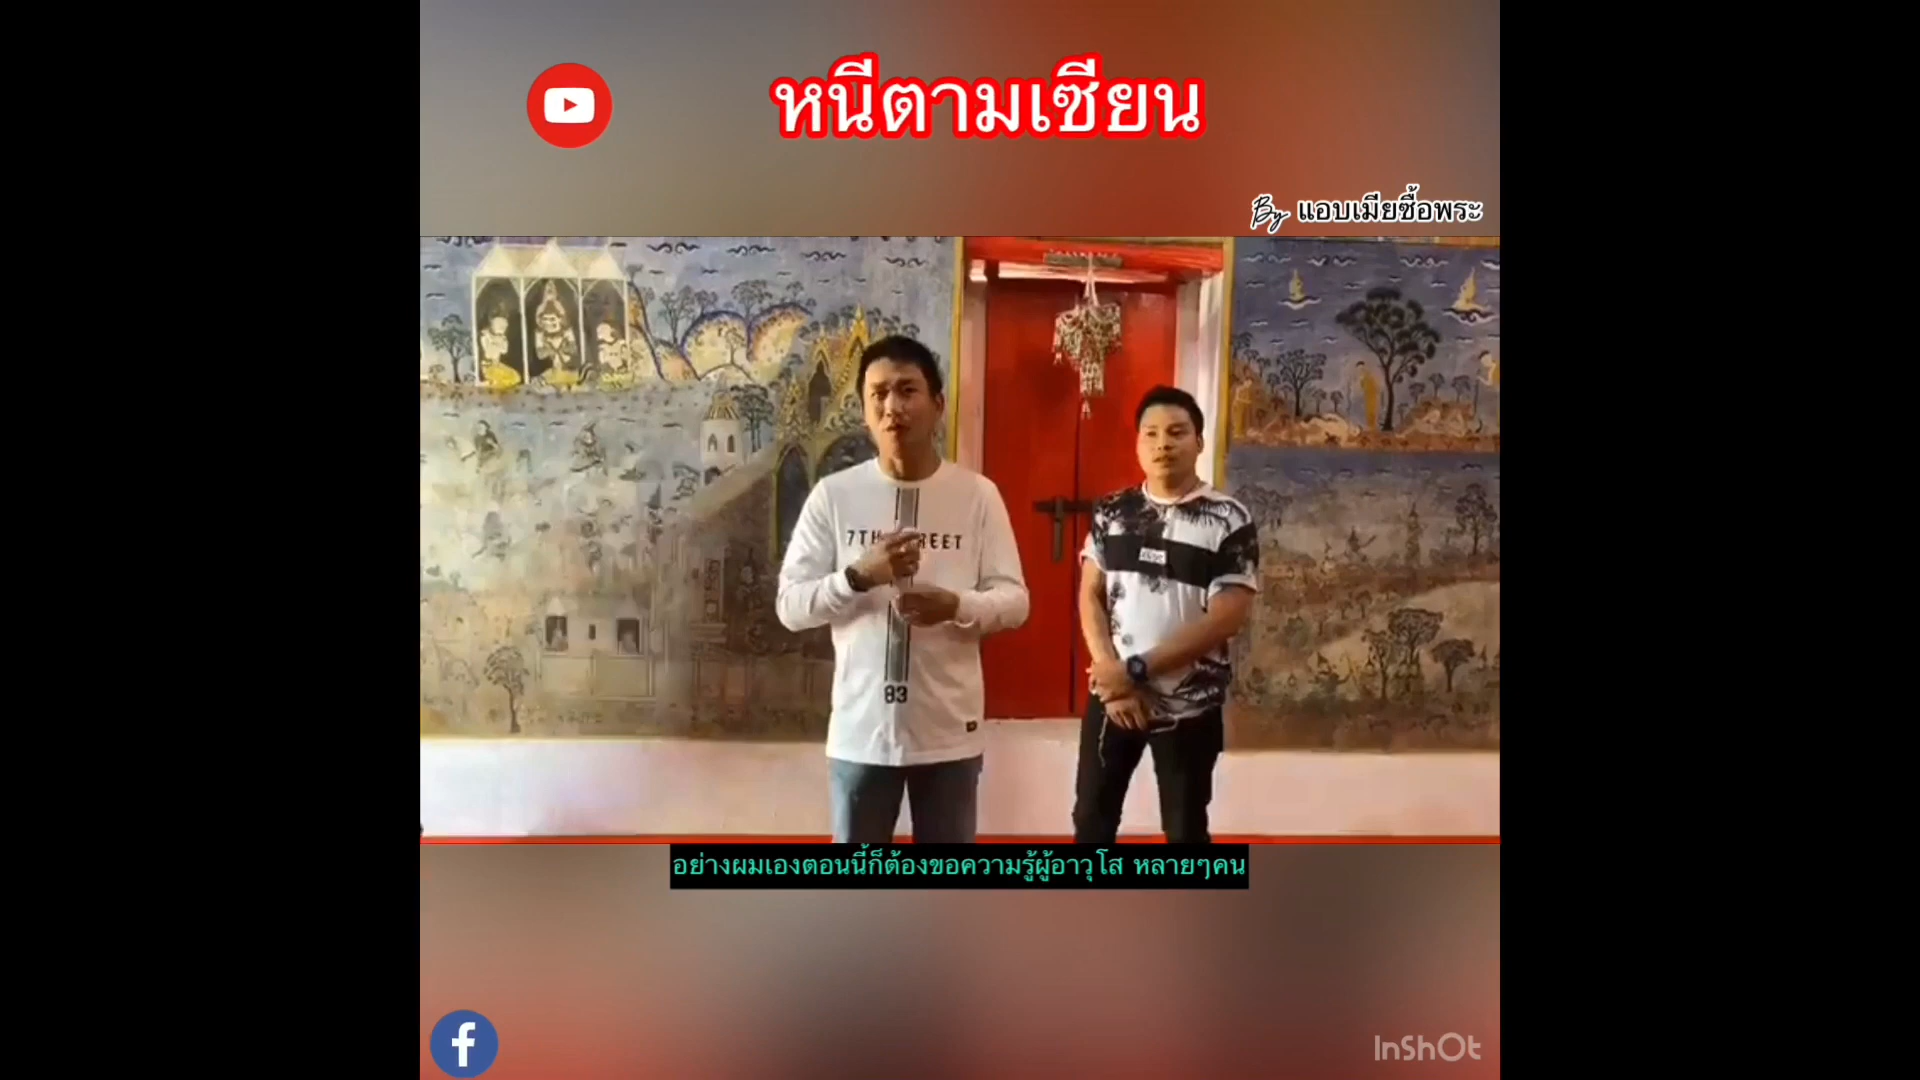 หนีตามเซียน
By แอบเมียซื้อพระ
7TH STREET
83
อย่างผมเองตอนนี้ก็ต้องขอความรู้ผู้อาวุโส หลายๆคน
InShOt